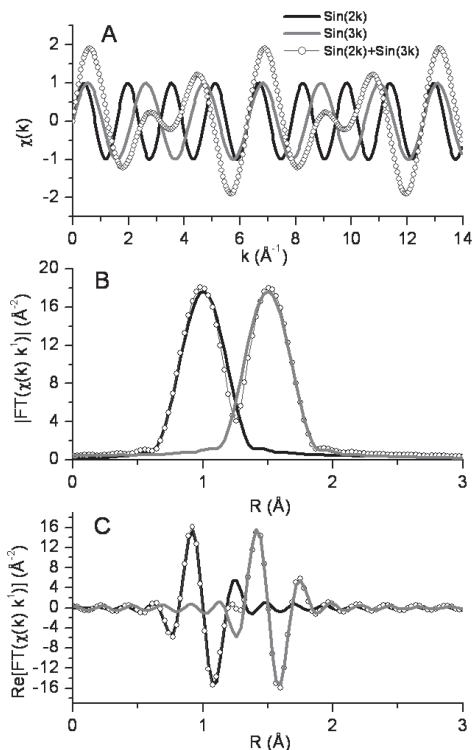 A
Sin(2k)
Sin(3k)
Sin(2k)+Sin(3k)
2
1
0
-1
-2
χ(k)
0 2 4 6 8 10 12 14
k (Å⁻¹)
B
20
16
12
8
4
0
|FT(χ(k) k¹)| (Å⁻²)
0 1 2 3
R (Å)
C
16
12
8
4
0
-4
-8
-12
-16
Re[FT(χ(k) k¹)] (Å⁻²)
0 1 2 3
R (Å)